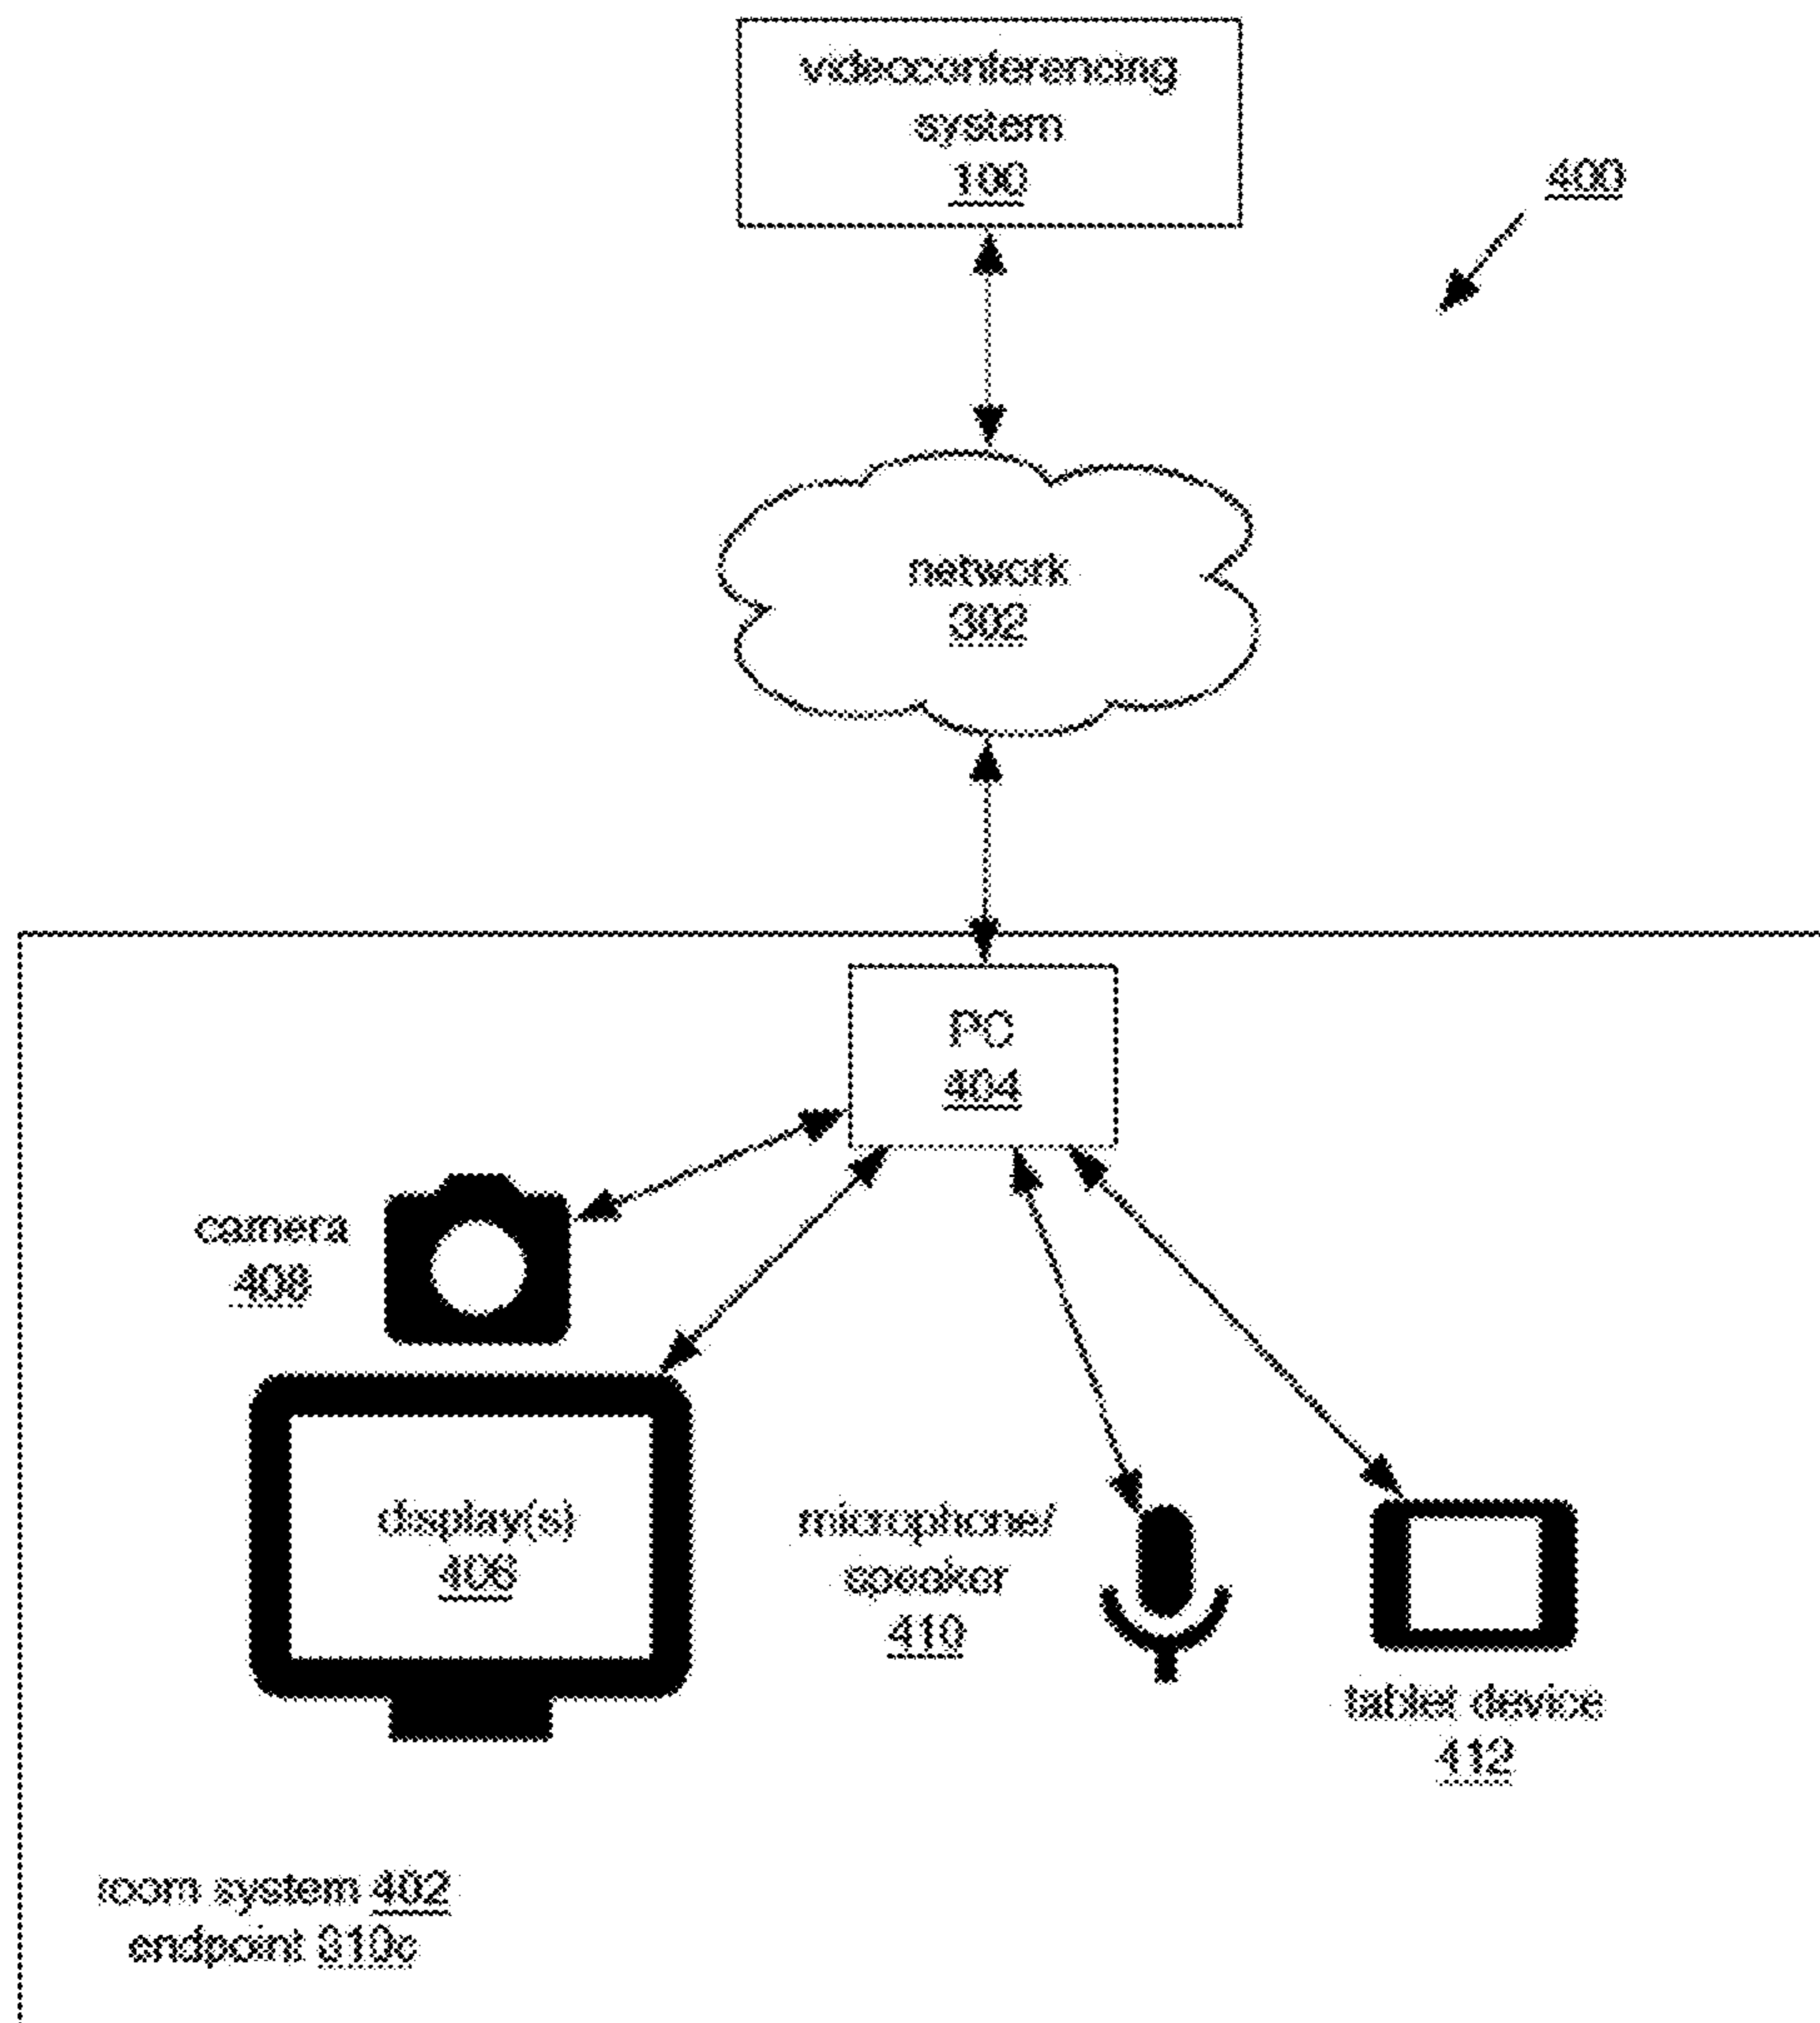 videoconferencing
system
100
400
network
302
PC
404
camera
408
display(s)
406
microphone/
speaker
410
tablet device
412
room system 402
endpoint 310c